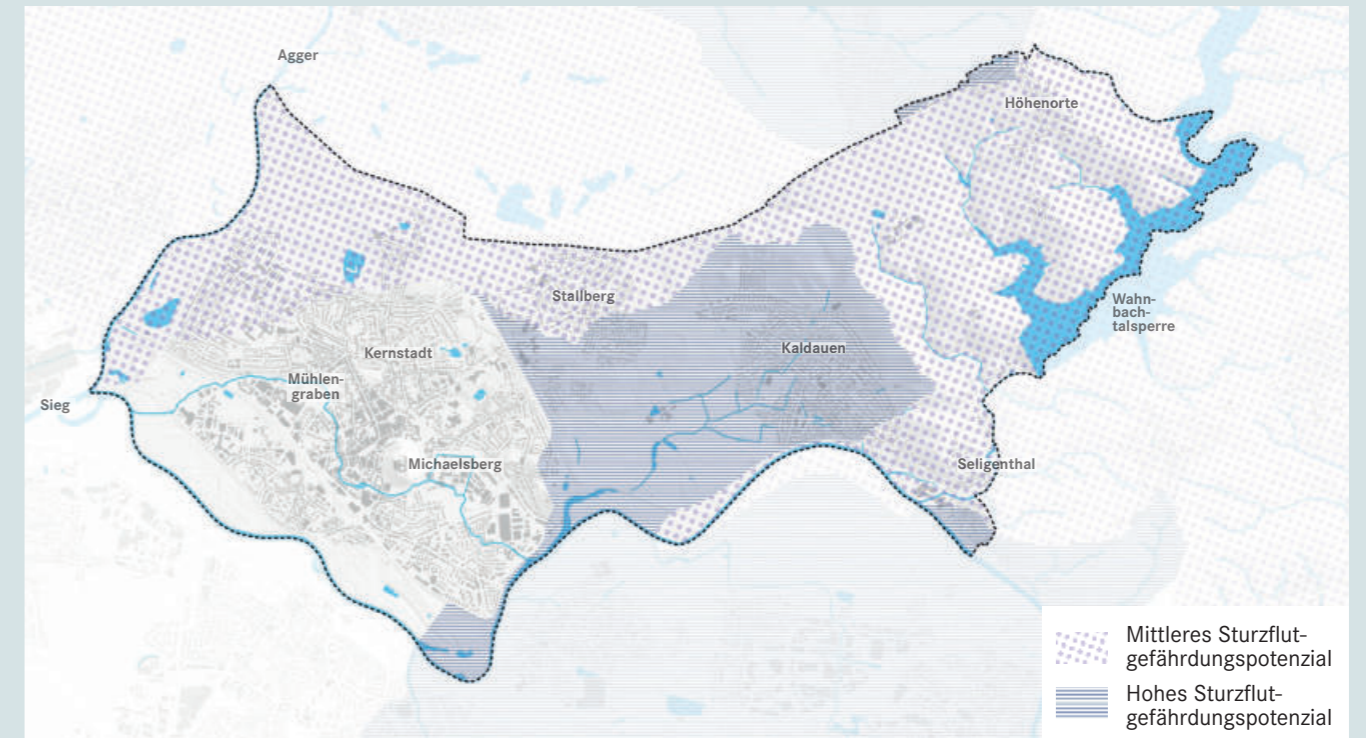 Agger
Höhenorte
Stallberg
Wahn-
bach-
talsperre
Kernstadt
Kaldauen
Mühlen-
graben
Sieg
Michaelsberg
Seligenthal
Mittleres Sturzflut-
gefährdungspotenzial
Hohes Sturzflut-
gefährdungspotenzial